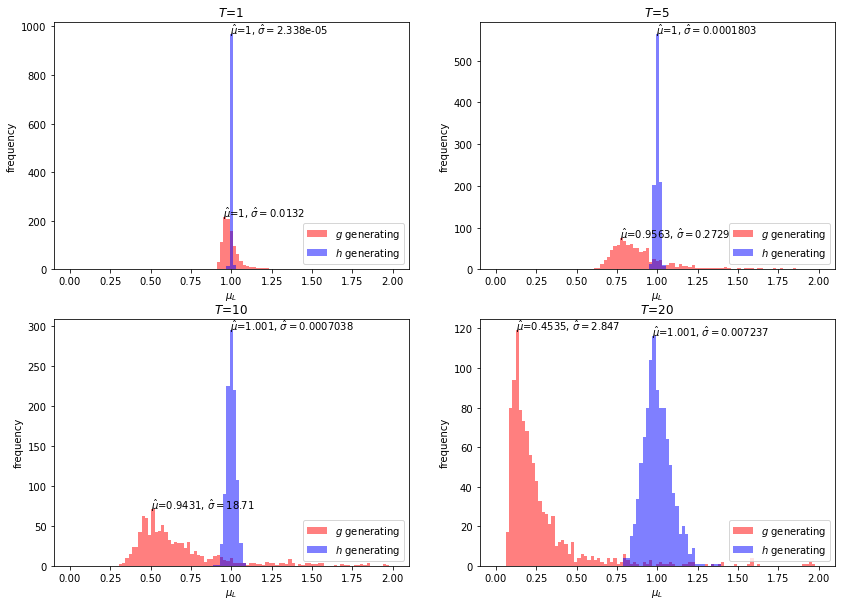 T=1
1000
800
600
400
200
0
frequency
μ̂=1, σ̂ = 2.338e-05
μ̂=1, σ̂ = 0.0132
g generating
h generating
0.00 0.25 0.50 0.75 1.00 1.25 1.50 1.75 2.00
μ_L
T=5
500
400
300
200
100
0
frequency
μ̂=1, σ̂ = 0.0001803
μ̂=0.9563, σ̂ = 0.2729
g generating
h generating
0.00 0.25 0.50 0.75 1.00 1.25 1.50 1.75 2.00
μ_L
T=10
300
250
200
150
100
50
0
frequency
μ̂=1.001, σ̂ = 0.0007038
μ̂=0.9431, σ̂ = 18.71
g generating
h generating
0.00 0.25 0.50 0.75 1.00 1.25 1.50 1.75 2.00
μ_L
T=20
120
100
80
60
40
20
0
frequency
μ̂=0.4535, σ̂ = 2.847
μ̂=1.001, σ̂ = 0.007237
g generating
h generating
0.00 0.25 0.50 0.75 1.00 1.25 1.50 1.75 2.00
μ_L